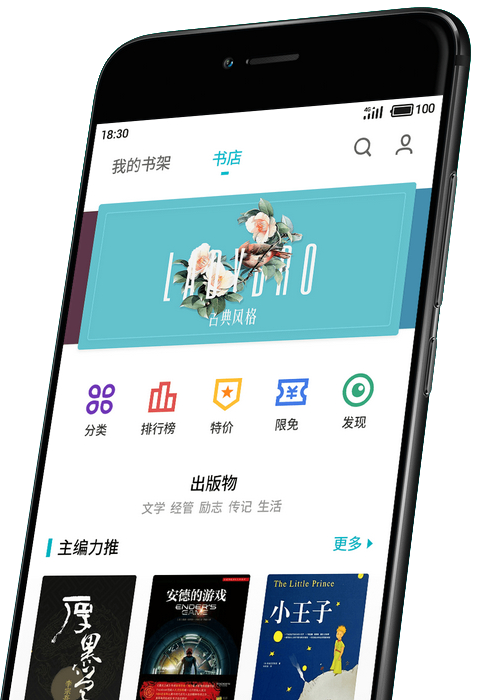 18:30
4G 100
我的书架 书店
LADYBRO
古典风格
分类 排行榜 特价 限免 发现
出版物
文学 经管 励志 传记 生活
主编力推 更多
厚黑学
安德的游戏
ENDER'S GAME
The Little Prince
小王子